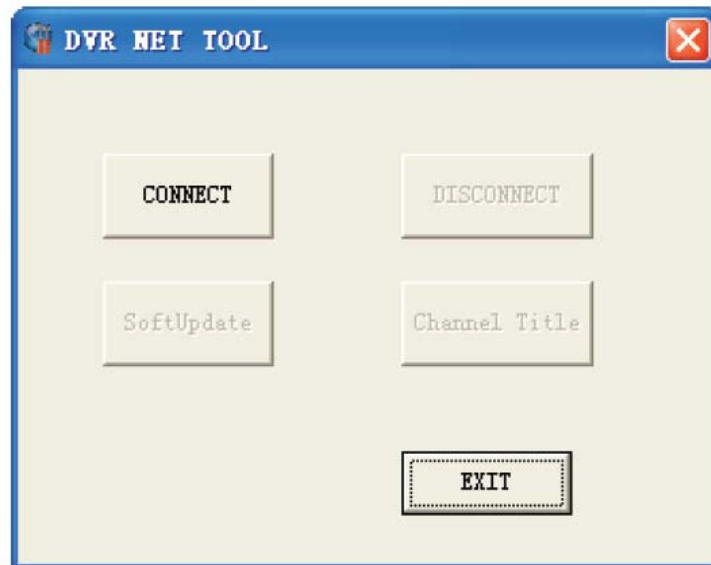 DVR NET TOOL
CONNECT
DISCONNECT
SoftUpdate
Channel Title
EXIT